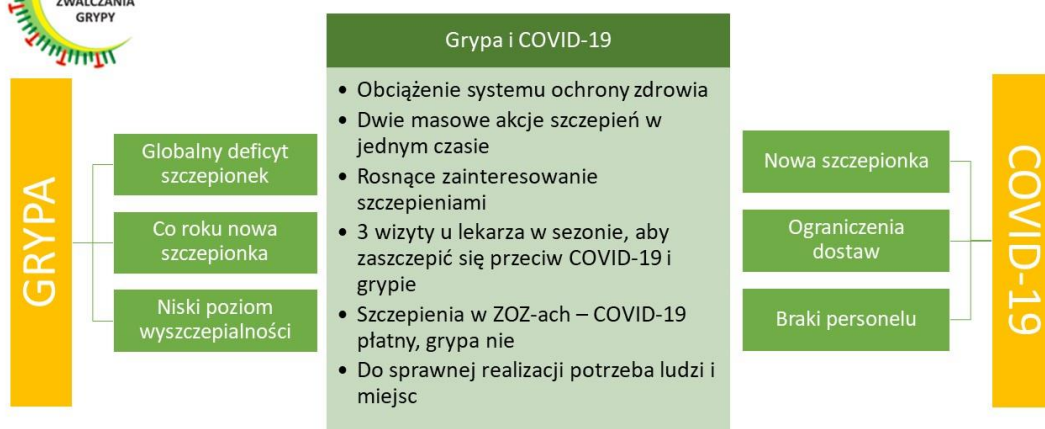 ZWALCZANIA
GRYPY
GRYPA
Globalny deficyt
szczepionek
Co roku nowa
szczepionka
Niski poziom
wyszczepialności
Grypa i COVID-19
• Obciążenie systemu ochrony zdrowia
• Dwie masowe akcje szczepień w
jednym czasie
• Rosnące zainteresowanie
szczepieniami
• 3 wizyty u lekarza w sezonie, aby
zaszczepić się przeciw COVID-19 i
grypie
• Szczepienia w ZOZ-ach – COVID-19
płatny, grypa nie
• Do sprawnej realizacji potrzeba ludzi i
miejsc
Nowa szczepionka
Ograniczenia
dostaw
Braki personelu
COVID-19